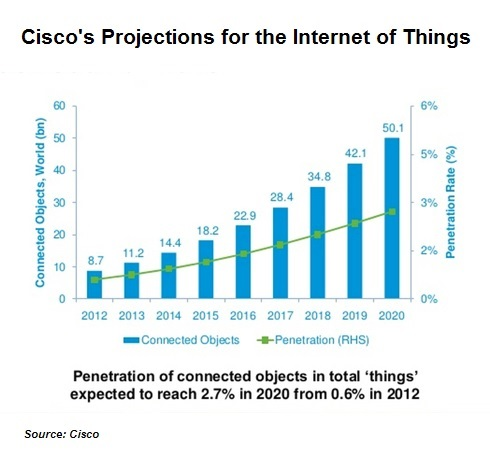 Cisco's Projections for the Internet of Things
Connected Objects, World (bn)
60
50
40
30
20
10
0
8.7
11.2
14.4
18.2
22.9
28.4
34.8
42.1
50.1
6%
5%
3%
2%
0%
Penetration Rate (%)
2012 2013 2014 2015 2016 2017 2018 2019 2020
Connected Objects Penetration (RHS)
Penetration of connected objects in total ‘things’
expected to reach 2.7% in 2020 from 0.6% in 2012
Source: Cisco